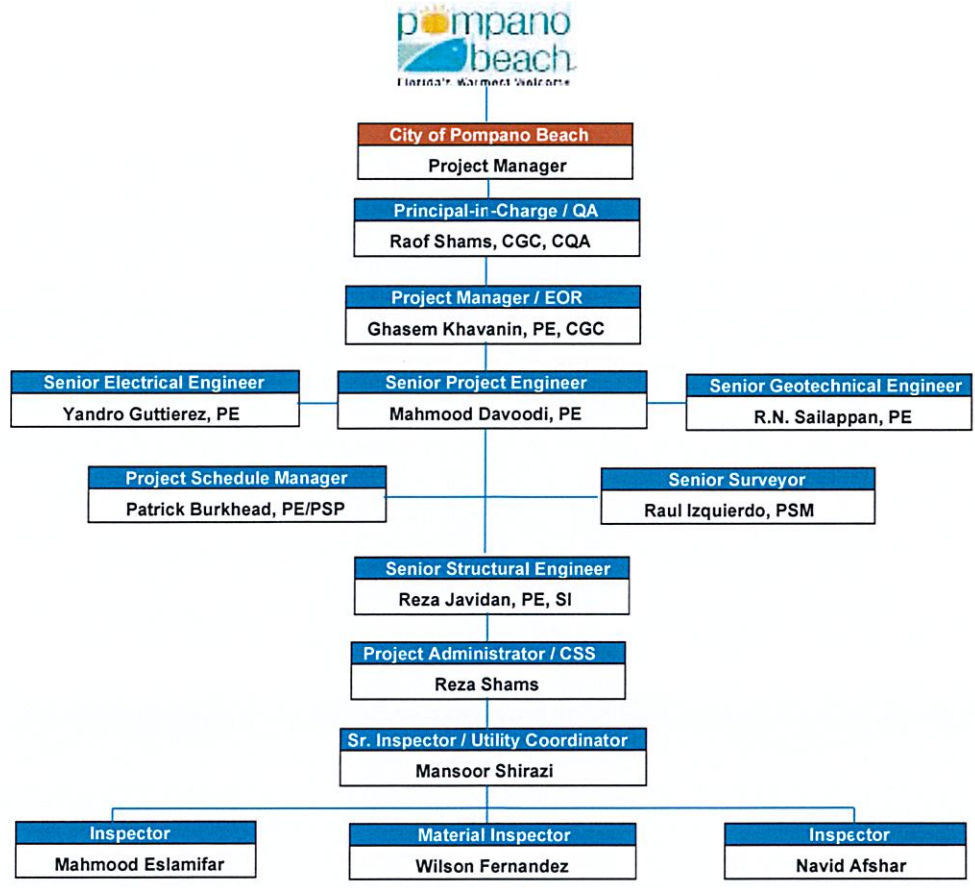 pompano
beach
Florida's Warmest Welcome
City of Pompano Beach
Project Manager
Principal-in-Charge / QA
Raof Shams, CGC, CQA
Project Manager / EOR
Ghasem Khavanin, PE, CGC
Senior Electrical Engineer
Yandro Guttierez, PE
Senior Project Engineer
Mahmood Davoodi, PE
Senior Geotechnical Engineer
R.N. Sailappan, PE
Project Schedule Manager
Patrick Burkhead, PE/PSP
Senior Surveyor
Raul Izquierdo, PSM
Senior Structural Engineer
Reza Javidan, PE, SI
Project Administrator / CSS
Reza Shams
Sr. Inspector / Utility Coordinator
Mansoor Shirazi
Inspector
Mahmood Eslamifar
Material Inspector
Wilson Fernandez
Inspector
Navid Afshar